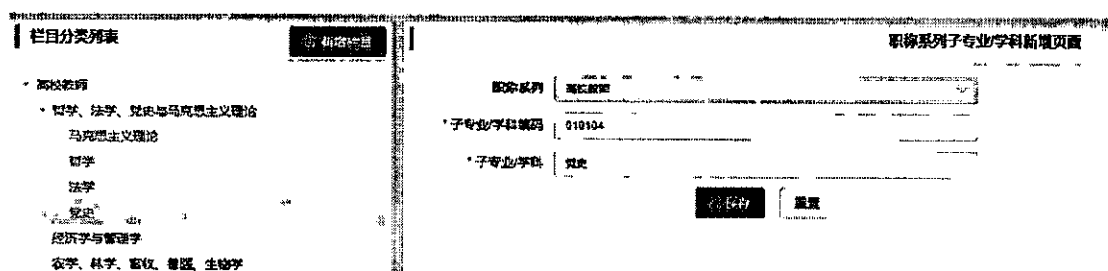 栏目分类列表
高校教师
哲学、法学、党史与马克思主义理论
马克思主义理论
哲学
法学
党史
经济学与管理学
农学、林学、畜牧、兽医、生物学
职称系列子专业/学科新增页面
职称系列 高校教师
*子专业/学科编码 010104
*子专业/学科 党史
保存 重置